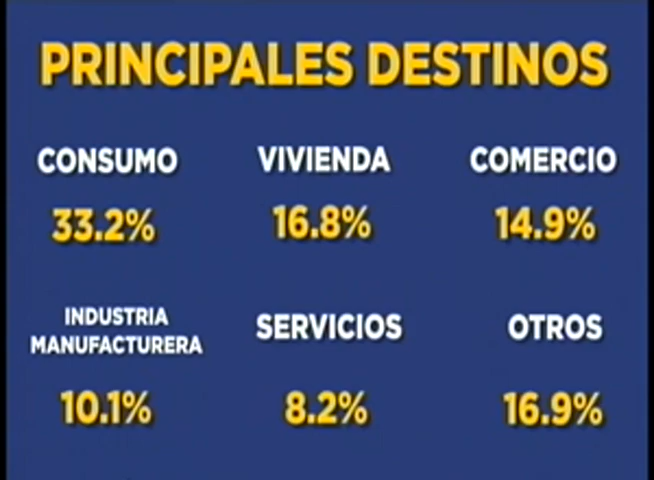 PRINCIPALES DESTINOS
CONSUMO
33.2%
VIVIENDA
16.8%
COMERCIO
14.9%
INDUSTRIA
MANUFACTURERA
10.1%
SERVICIOS
8.2%
OTROS
16.9%